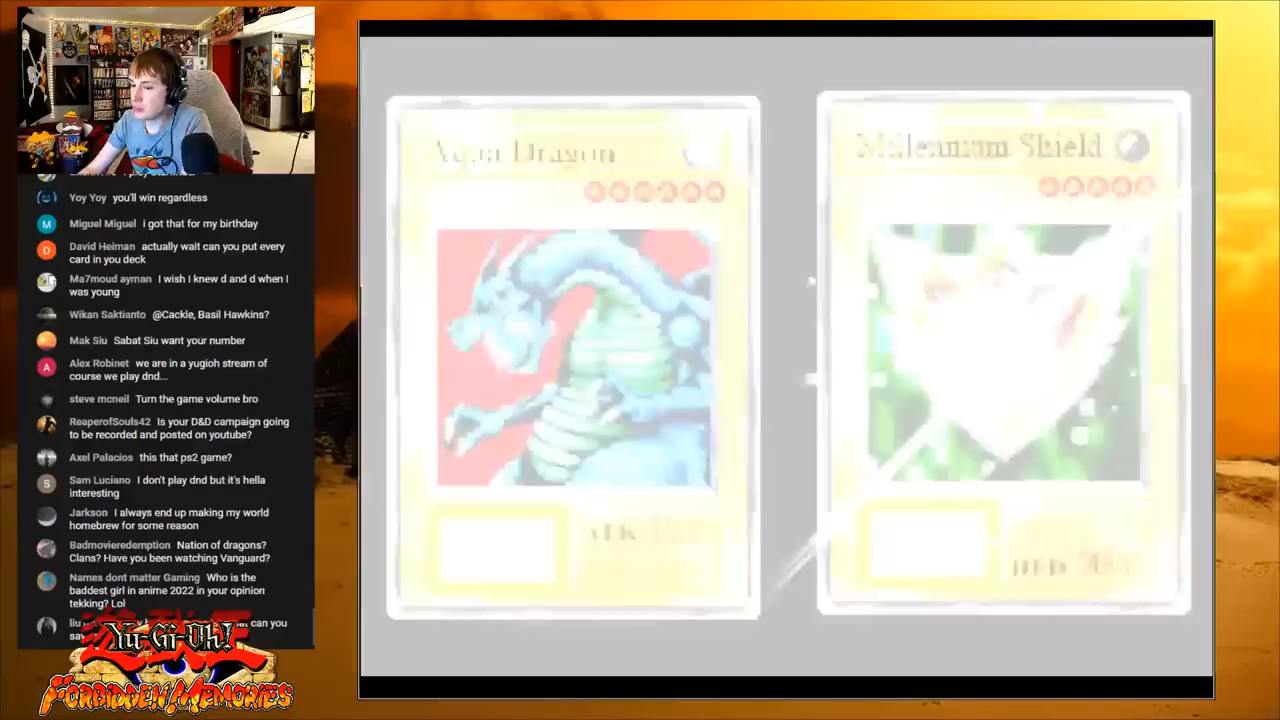 Yoy Yoy you'll win regardless
Miguel Miguel i got that for my birthday
David Heiman actually wait can you put every
card in you deck
Ma7moud ayman I wish I knew d and d when I
was young
Wikan Saktianto @Cackle, Basil Hawkins?
Mak Siu Sabat Siu want your number
Alex Robinet we are in a yugioh stream of
course we play dnd...
steve mcneil Turn the game volume bro
ReaperofSouls42 Is your D&D campaign going
to be recorded and posted on youtube?
Axel Palacios this that ps2 game?
Sam Luciano I don't play dnd but it's hella
interesting
Jarkson I always end up making my world
homebrew for some reason
Badmovieredemption Nation of dragons?
Clans? Have you been watching Vanguard?
Names dont matter Gaming Who is the
baddest girl in anime 2022 in your opinion
tekking? Lol
can you
Yu-Gi-Oh!
Forbidden Memories
Aqua Dragon
Millennium Shield